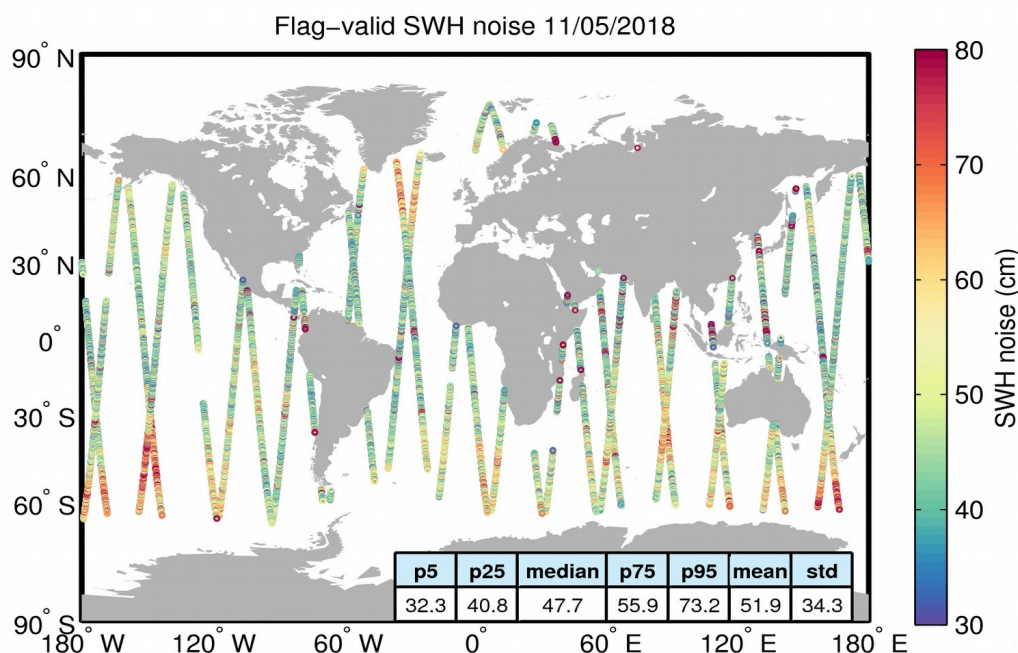 Flag−valid SWH noise 11/05/2018
90° N
60° N
30° N
0°
30° S
60° S
90° S
180° W
120° W
60° W
0°
60° E
120° E
180° E
80
70
60
50
40
30
SWH noise (cm)
p5 p25 median p75 p95 mean std
32.3 40.8 47.7 55.9 73.2 51.9 34.3